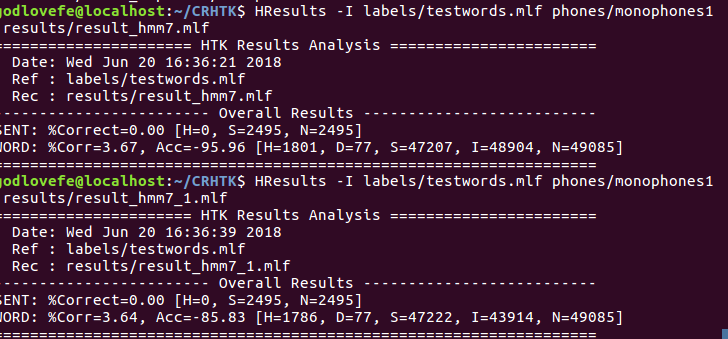 godlovefe@localhost:~/CRHTK$ HResults -I labels/testwords.mlf phones/monophones1
results/result_hmm7.mlf
====================== HTK Results Analysis =======================
Date: Wed Jun 20 16:36:21 2018
Ref : labels/testwords.mlf
Rec : results/result_hmm7.mlf
------------------------ Overall Results --------------------------
SENT: %Correct=0.00 [H=0, S=2495, N=2495]
WORD: %Corr=3.67, Acc=-95.96 [H=1801, D=77, S=47207, I=48904, N=49085]
===================================================================
godlovefe@localhost:~/CRHTK$ HResults -I labels/testwords.mlf phones/monophones1
results/result_hmm7_1.mlf
====================== HTK Results Analysis =======================
Date: Wed Jun 20 16:36:39 2018
Ref : labels/testwords.mlf
Rec : results/result_hmm7_1.mlf
------------------------ Overall Results --------------------------
SENT: %Correct=0.00 [H=0, S=2495, N=2495]
WORD: %Corr=3.64, Acc=-85.83 [H=1786, D=77, S=47222, I=43914, N=49085]
===================================================================